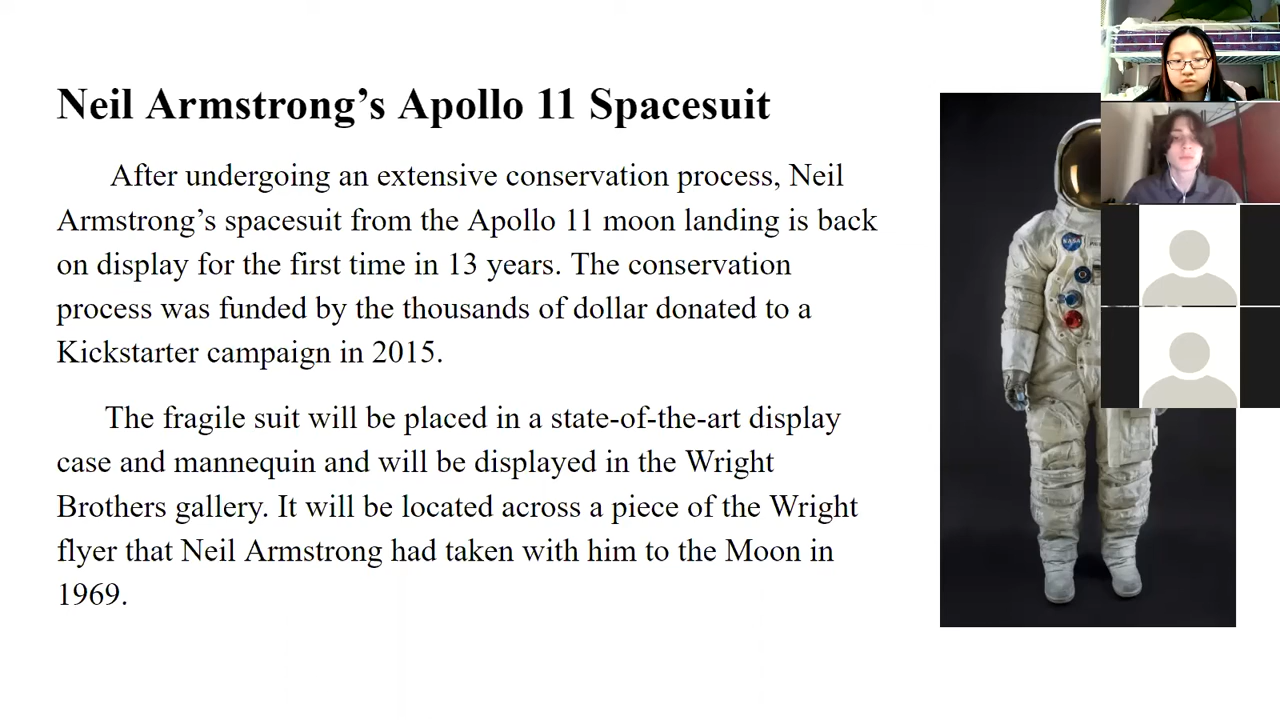 Neil Armstrong’s Apollo 11 Spacesuit
After undergoing an extensive conservation process, Neil
Armstrong’s spacesuit from the Apollo 11 moon landing is back
on display for the first time in 13 years. The conservation
process was funded by the thousands of dollar donated to a
Kickstarter campaign in 2015.
The fragile suit will be placed in a state-of-the-art display
case and mannequin and will be displayed in the Wright
Brothers gallery. It will be located across a piece of the Wright
flyer that Neil Armstrong had taken with him to the Moon in
1969.
NASA